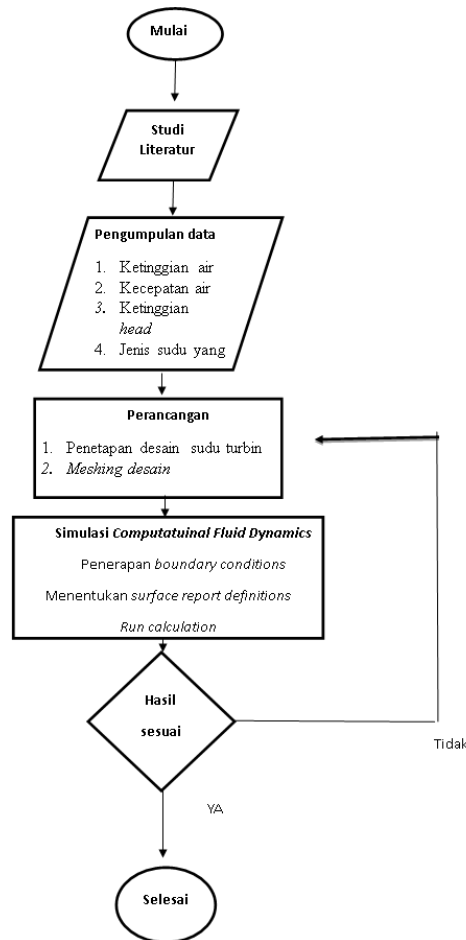 Mulai
Studi
Literatur
Pengumpulan data
1. Ketinggian air
2. Kecepatan air
3. Ketinggian
head
4. Jenis sudu yang
Perancangan
1. Penetapan desain sudu turbin
2. Meshing desain
Simulasi Computatuinal Fluid Dynamics
Penerapan boundary conditions
Menentukan surface report definitions
Run calculation
Hasil
sesuai
Tidak
YA
Selesai